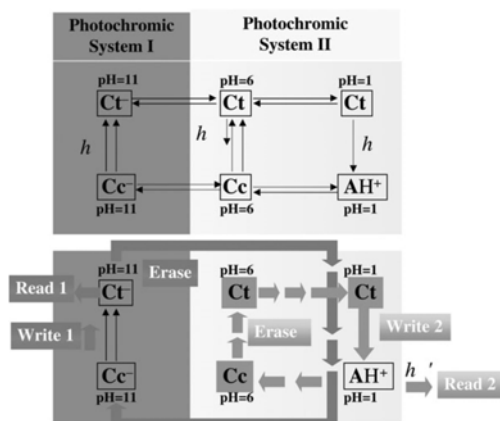 Photochromic
System I
Photochromic
System II
pH=11
pH=6
pH=1
Ct⁻
Ct
Ct
h
h
h
Cc⁻
Cc
AH⁺
pH=11
pH=6
pH=1
pH=11
Erase
pH=6
pH=1
Read 1
Ct⁻
Ct
Ct
Write 1
Erase
Write 2
Cc⁻
Cc
AH⁺
h '
Read 2
pH=11
pH=6
pH=1